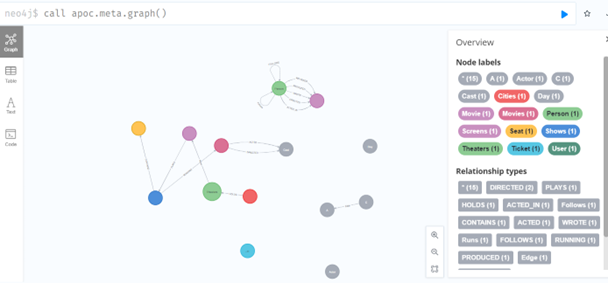 neo4j$ call apoc.meta.graph()
Graph
Table
Text
Code
Overview
Node labels
* (15) A (1) Actor (1) C (1)
Cast (1) Cities (1) Day (1)
Movie (1) Movies (1) Person (1)
Screens (1) Seat (1) Shows (1)
Theaters (1) Ticket (1) User (1)
Relationship types
* (16) DIRECTED (2) PLAYS (1)
HOLDS (1) ACTED_IN (1) Follows (1)
CONTAINS (1) ACTED (1) WROTE (1)
Runs (1) FOLLOWS (1) RUNNING (1)
PRODUCED (1) Edge (1)